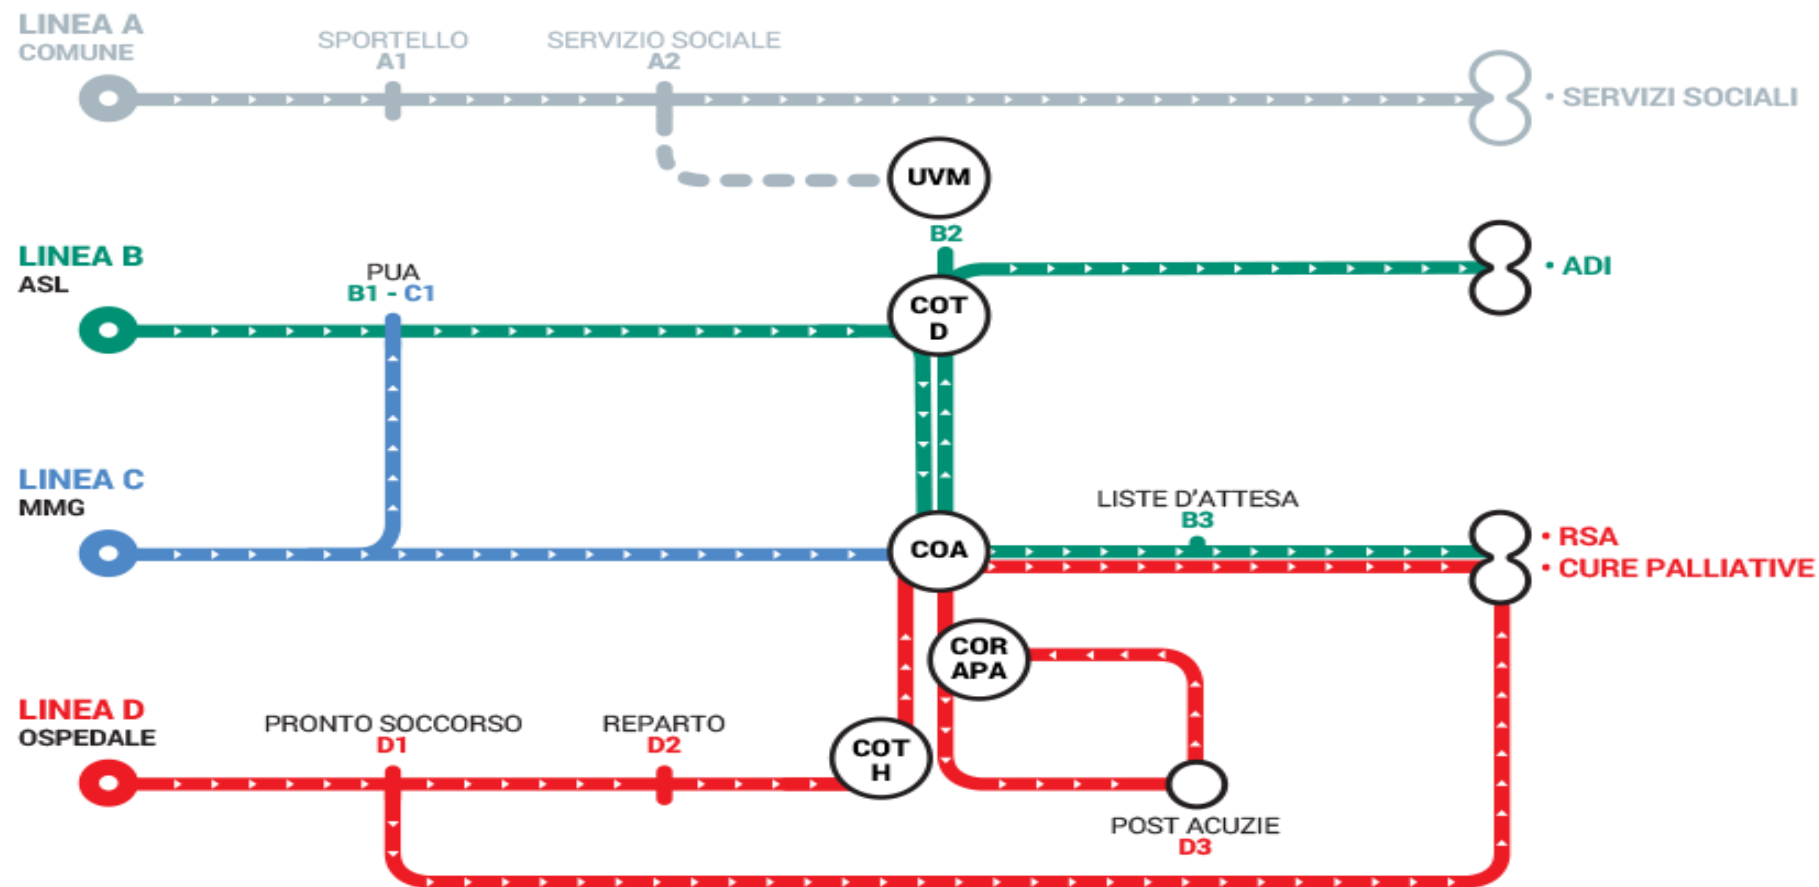 LINEA A
COMUNE
SPORTELLO
A1
SERVIZIO SOCIALE
A2
• SERVIZI SOCIALI
UVM
B2
LINEA B
ASL
PUA
B1 - C1
COT
D
• ADI
LINEA C
MMG
COA
LISTE D'ATTESA
B3
• RSA
• CURE PALLIATIVE
COR
APA
LINEA D
OSPEDALE
PRONTO SOCCORSO
D1
REPARTO
D2
COT
H
POST ACUZIE
D3